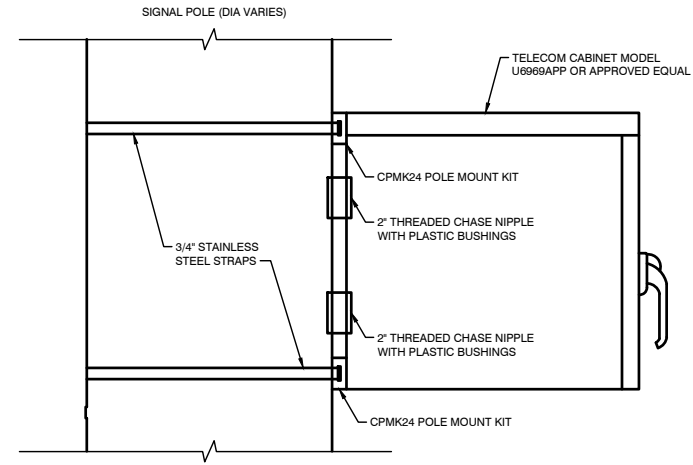 SIGNAL POLE (DIA VARIES)
TELECOM CABINET MODEL
U6969APP OR APPROVED EQUAL
CPMK24 POLE MOUNT KIT
2" THREADED CHASE NIPPLE
WITH PLASTIC BUSHINGS
3/4" STAINLESS
STEEL STRAPS
2" THREADED CHASE NIPPLE
WITH PLASTIC BUSHINGS
CPMK24 POLE MOUNT KIT